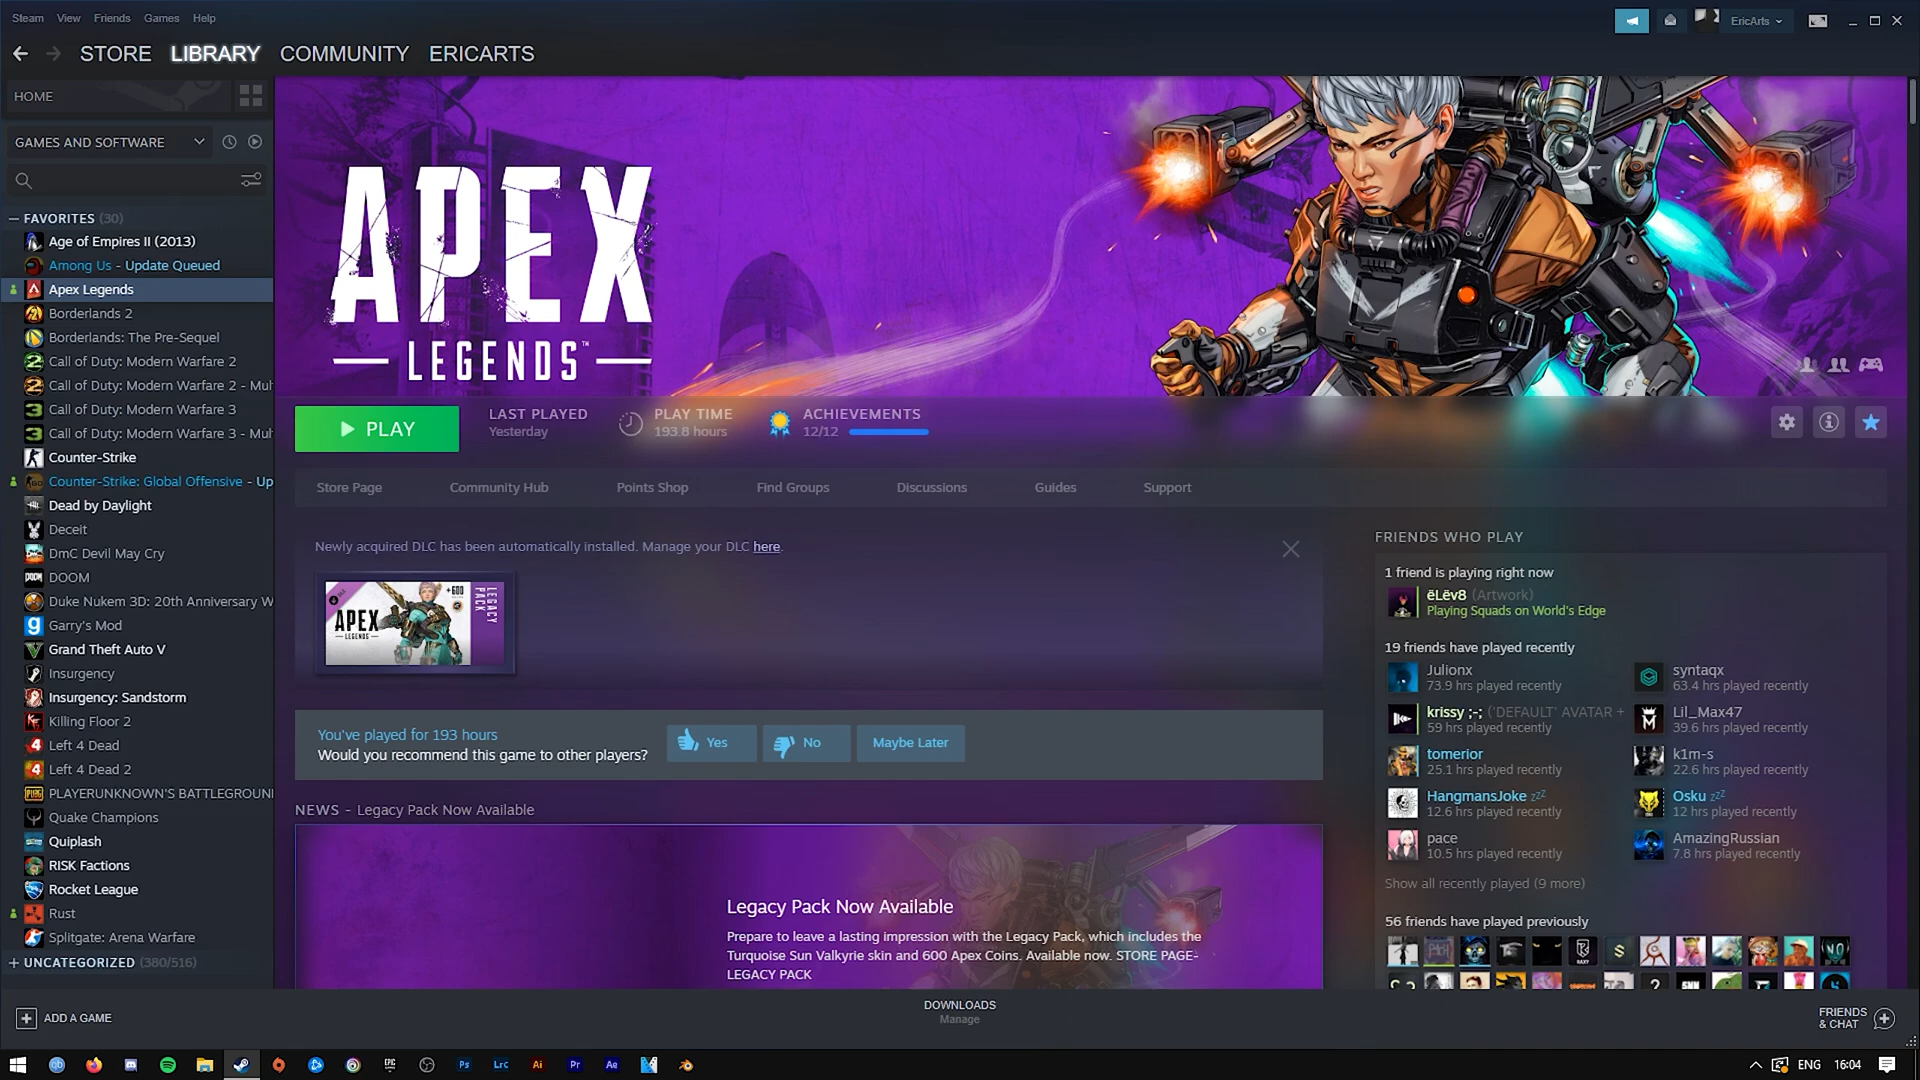 Steam View Friends Games Help
EricArts
STORE LIBRARY COMMUNITY ERICARTS
HOME
GAMES AND SOFTWARE
FAVORITES (30)
Age of Empires II (2013)
Among Us - Update Queued
Apex Legends
Borderlands 2
Borderlands: The Pre-Sequel
Call of Duty: Modern Warfare 2
Call of Duty: Modern Warfare 2 - Mul
Call of Duty: Modern Warfare 3
Call of Duty: Modern Warfare 3 - Mul
Counter-Strike
Counter-Strike: Global Offensive - Up
Dead by Daylight
Deceit
DmC Devil May Cry
DOOM
Duke Nukem 3D: 20th Anniversary W
Garry's Mod
Grand Theft Auto V
Insurgency
Insurgency: Sandstorm
Killing Floor 2
Left 4 Dead
Left 4 Dead 2
PLAYERUNKNOWN'S BATTLEGROUN
Quake Champions
Quiplash
RISK Factions
Rocket League
Rust
Splitgate: Arena Warfare
UNCATEGORIZED (380/516)
APEX
LEGENDS™
PLAY
LAST PLAYED
Yesterday
PLAY TIME
193.8 hours
ACHIEVEMENTS
12/12
Store Page Community Hub Points Shop Find Groups Discussions Guides Support
Newly acquired DLC has been automatically installed. Manage your DLC here.
APEX
LEGENDS
+600
LEGACY
PACK
You've played for 193 hours
Would you recommend this game to other players?
Yes No Maybe Later
NEWS - Legacy Pack Now Available
Legacy Pack Now Available
Prepare to leave a lasting impression with the Legacy Pack, which includes the
Turquoise Sun Valkyrie skin and 600 Apex Coins. Available now. STORE PAGE-
LEGACY PACK
FRIENDS WHO PLAY
1 friend is playing right now
ëLëv8 (Artwork)
Playing Squads on World's Edge
19 friends have played recently
Julionx
73.9 hrs played recently
syntaqx
63.4 hrs played recently
krissy ;-; ('DEFAULT' AVATAR +
59 hrs played recently
Lil_Max47
39.6 hrs played recently
tomerior
25.1 hrs played recently
k1m-s
22.6 hrs played recently
HangmansJoke zzz
12.6 hrs played recently
Osku zzz
12 hrs played recently
pace
10.5 hrs played recently
AmazingRussian
7.8 hrs played recently
Show all recently played (9 more)
56 friends have played previously
ADD A GAME
DOWNLOADS
Manage
FRIENDS
& CHAT
Ps Lrc Ai Pr Ae
ENG 16:04